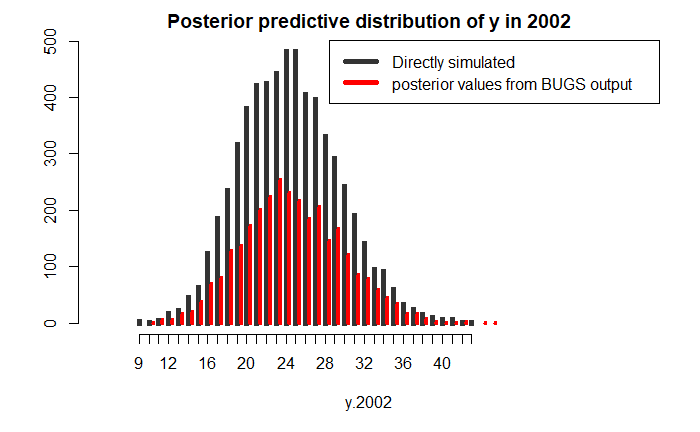 Posterior predictive distribution of y in 2002
Directly simulated
posterior values from BUGS output
500
400
300
200
100
0
9 12 16 20 24 28 32 36 40
y.2002